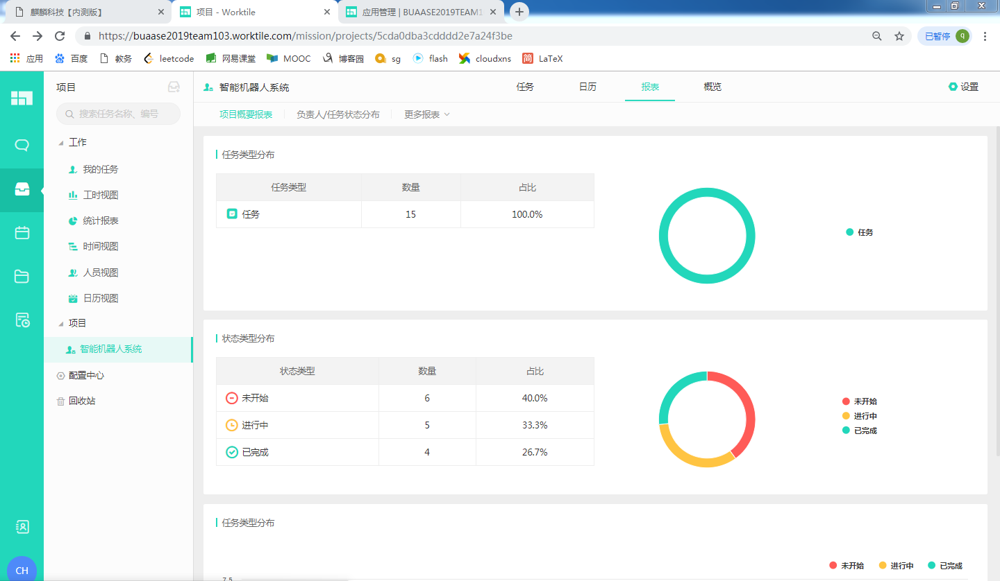 麒麟科技【内测版】
项目 - Worktile
应用管理 | BUAASE2019TEAM1
https://buaase2019team103.worktile.com/mission/projects/5cda0dba3cdddd2e7a24f3be
已暂停
q
应用
百度
教务
leetcode
网易课堂
MOOC
博客园
sg
flash
cloudxns
简
LaTeX
项目
搜索任务名称、编号
工作
我的任务
工时视图
统计报表
时间视图
人员视图
日历视图
项目
智能机器人系统
配置中心
回收站
CH
智能机器人系统
任务
日历
报表
概览
设置
项目概要报表
负责人/任务状态分布
更多报表
任务类型分布
任务类型 数量 占比
任务 15 100.0%
任务
状态类型分布
状态类型 数量 占比
未开始 6 40.0%
进行中 5 33.3%
已完成 4 26.7%
未开始
进行中
已完成
任务类型分布
未开始 进行中 已完成
7.5